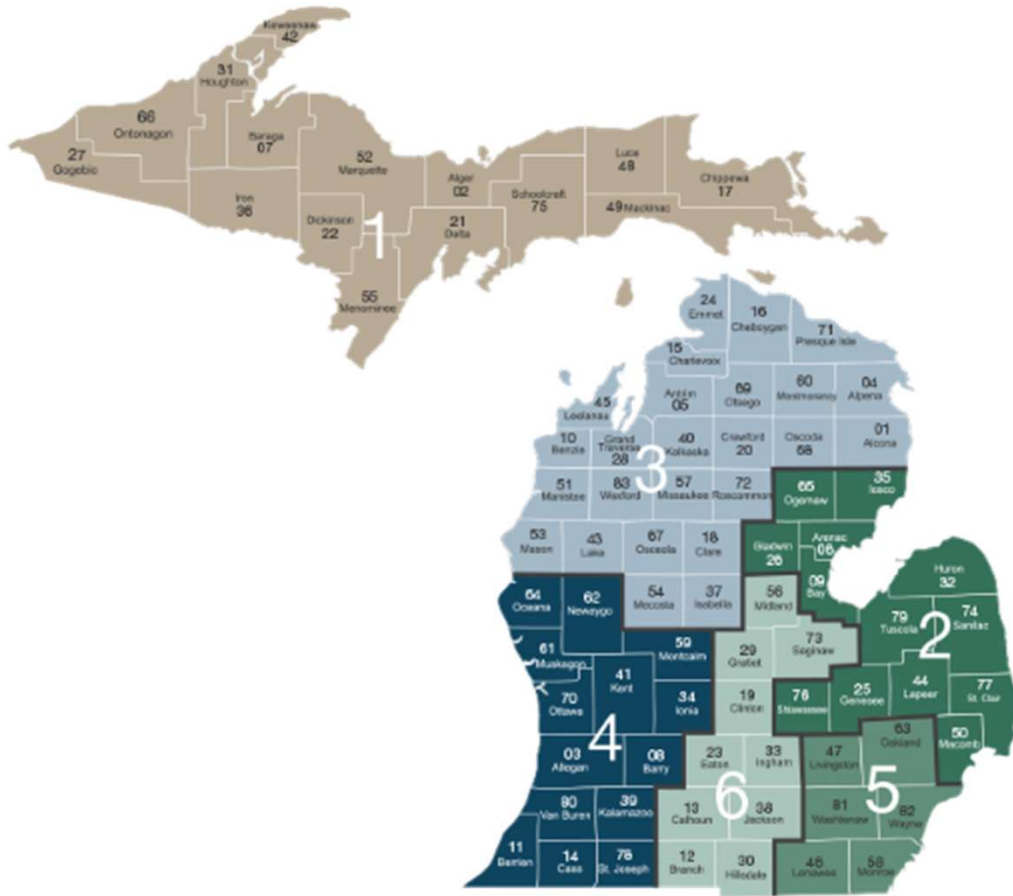 Keweenaw
42
31
Houghton
66
Ontonagon
Baraga
07
27
Gogebic
52
Marquette
Iron
36
Alger
02
Luce
48
Chippewa
17
Schoolcraft
75
49 Mackinac
Dickinson
22
1
21
Delta
55
Menominee
24
Emmet
16
Cheboygan
71
Presque Isle
15
Charlevoix
45
Leelanau
Antrim
05
69
Otsego
60
Montmorency
04
Alpena
10
Benzie
Grand
Traverse
28
40
Kalkaska
Crawford
20
Oscoda
68
01
Alcona
3
51
Manistee
83
Wexford
57
Missaukee
72
Roscommon
65
Ogemaw
35
Iosco
53
Mason
43
Lake
67
Osceola
18
Clare
Gladwin
26
Arenac
06
Huron
32
54
Mecosta
37
Isabella
56
Midland
09
Bay
64
Oceana
62
Newaygo
79
Tuscola
74
Sanilac
2
61
Muskegon
59
Montcalm
29
Gratiot
73
Saginaw
41
Kent
70
Ottawa
34
Ionia
19
Clinton
76
Shiawassee
25
Genesee
44
Lapeer
77
St. Clair
4
63
Oakland
50
Macomb
03
Allegan
08
Barry
23
Eaton
33
Ingham
47
Livingston
5
6
80
Van Buren
39
Kalamazoo
13
Calhoun
38
Jackson
81
Washtenaw
82
Wayne
11
Berrien
14
Cass
78
St. Joseph
12
Branch
30
Hillsdale
46
Lenawee
58
Monroe